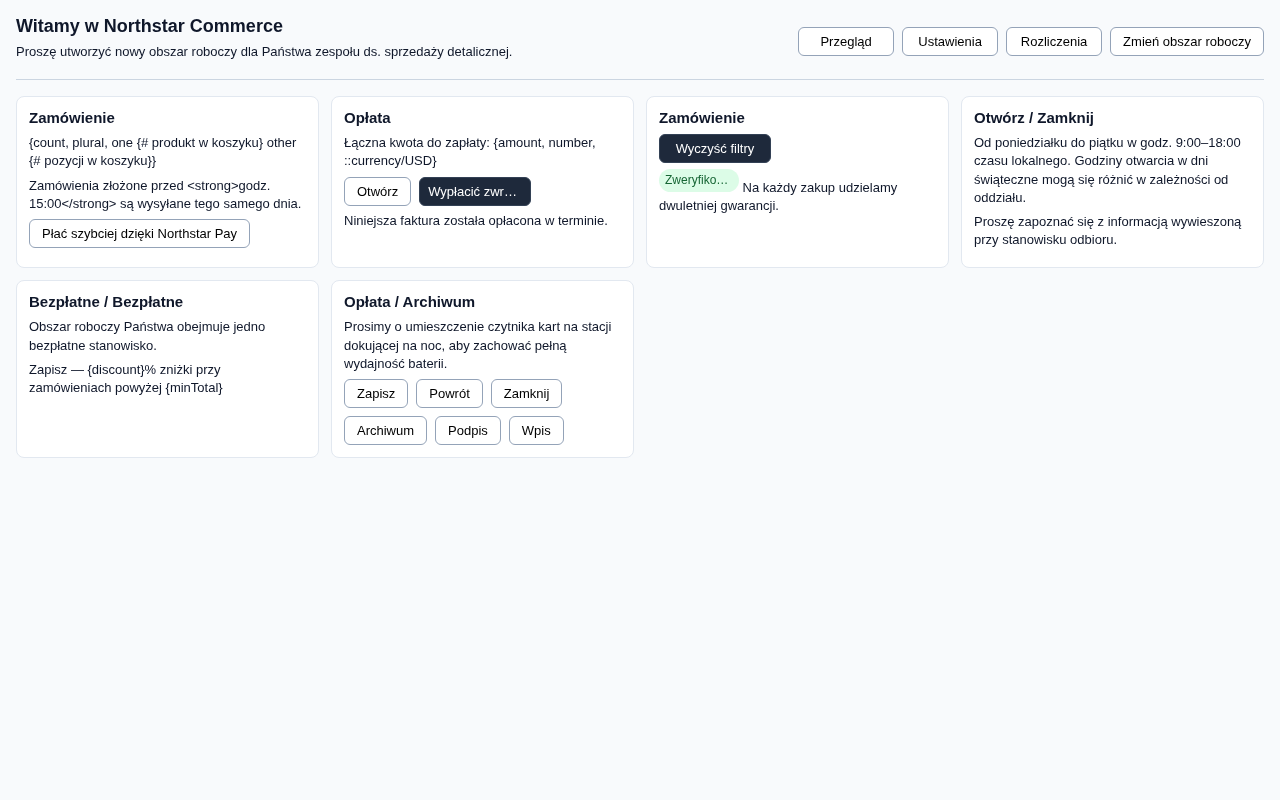 Witamy w Northstar Commerce
Proszę utworzyć nowy obszar roboczy dla Państwa zespołu ds. sprzedaży detalicznej.
Przegląd
Ustawienia
Rozliczenia
Zmień obszar roboczy
Zamówienie
{count, plural, one {# produkt w koszyku} other
{# pozycji w koszyku}}
Zamówienia złożone przed <strong>godz.
15:00</strong> są wysyłane tego samego dnia.
Płać szybciej dzięki Northstar Pay
Opłata
Łączna kwota do zapłaty: {amount, number,
::currency/USD}
Otwórz
Wypłacić zwr…
Niniejsza faktura została opłacona w terminie.
Zamówienie
Wyczyść filtry
Zweryfiko…
Na każdy zakup udzielamy
dwuletniej gwarancji.
Otwórz / Zamknij
Od poniedziałku do piątku w godz. 9:00–18:00
czasu lokalnego. Godziny otwarcia w dni
świąteczne mogą się różnić w zależności od
oddziału.
Proszę zapoznać się z informacją wywieszoną
przy stanowisku odbioru.
Bezpłatne / Bezpłatne
Obszar roboczy Państwa obejmuje jedno
bezpłatne stanowisko.
Zapisz — {discount}% zniżki przy
zamówieniach powyżej {minTotal}
Opłata / Archiwum
Prosimy o umieszczenie czytnika kart na stacji
dokującej na noc, aby zachować pełną
wydajność baterii.
Zapisz
Powrót
Zamknij
Archiwum
Podpis
Wpis